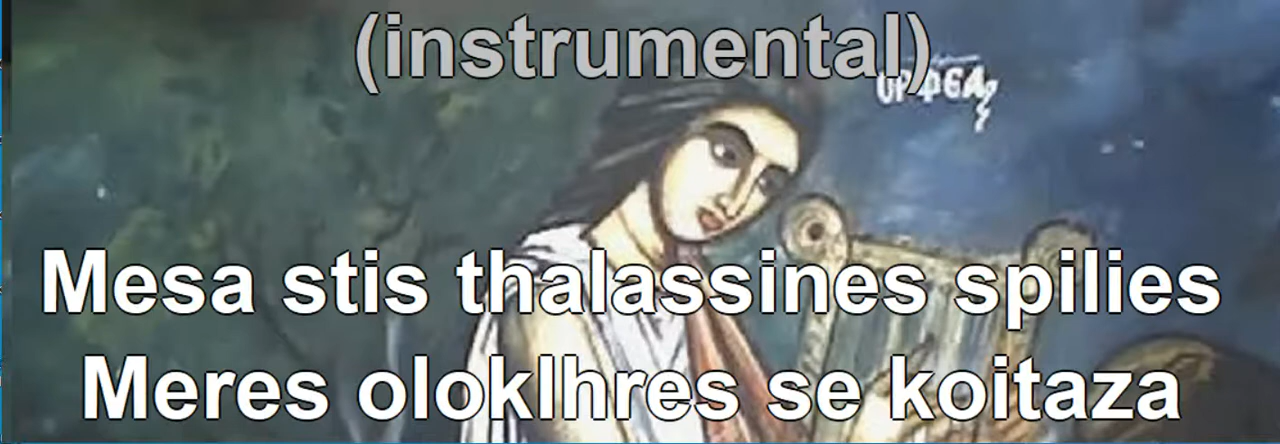 (instrumental)
ΟΡΦΕΑς
Mesa stis thalassines spilies
Meres oloklhres se koitaza